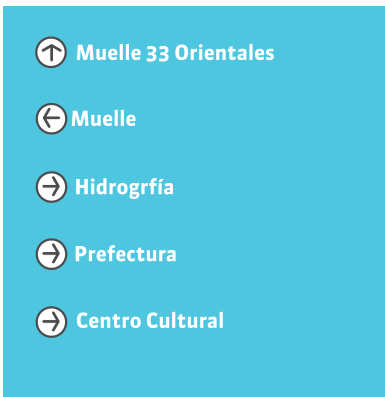 Muelle 33 Orientales
Muelle
Hidrogrfía
Prefectura
Centro Cultural